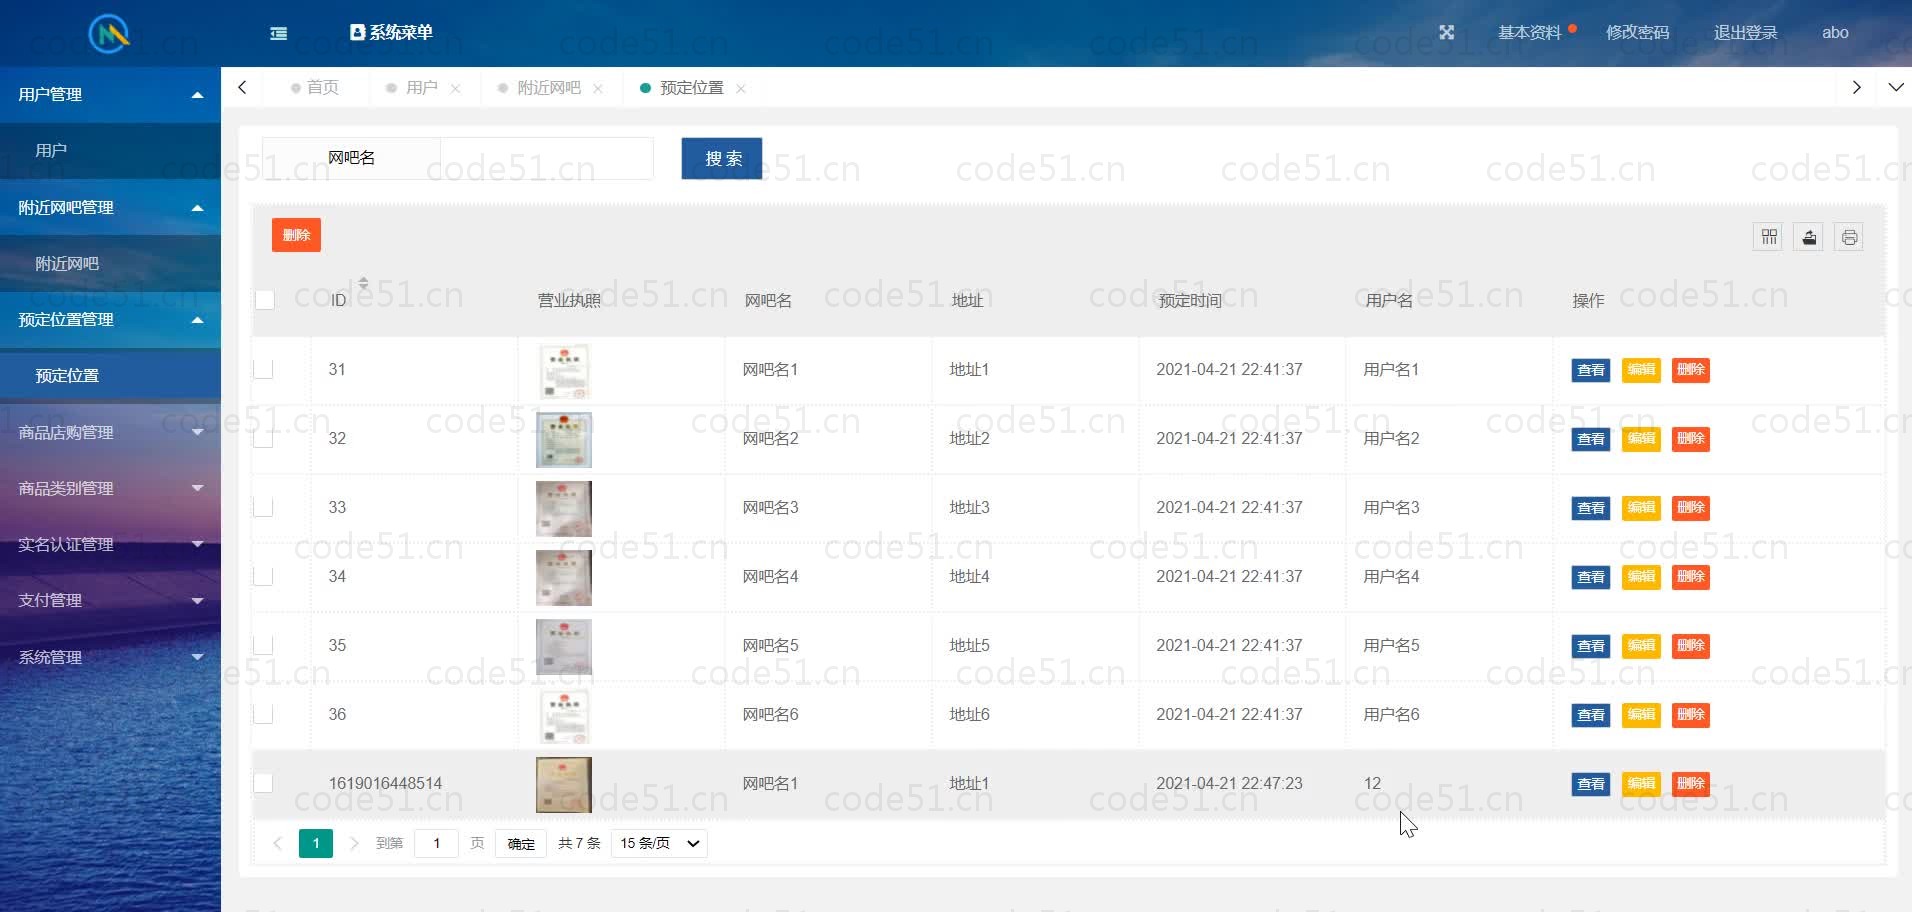 系统菜单 基本资料 修改密码 退出登录 abo
用户管理
用户
附近网吧管理
附近网吧
预定位置管理
预定位置
商品店购管理
商品类别管理
实名认证管理
支付管理
系统管理
首页 用户 附近网吧 预定位置
网吧名 搜 索
删除
ID 营业执照 网吧名 地址 预定时间 用户名 操作
31 网吧名1 地址1 2021-04-21 22:41:37 用户名1 查看 编辑 删除
32 网吧名2 地址2 2021-04-21 22:41:37 用户名2 查看 编辑 删除
33 网吧名3 地址3 2021-04-21 22:41:37 用户名3 查看 编辑 删除
34 网吧名4 地址4 2021-04-21 22:41:37 用户名4 查看 编辑 删除
35 网吧名5 地址5 2021-04-21 22:41:37 用户名5 查看 编辑 删除
36 网吧名6 地址6 2021-04-21 22:41:37 用户名6 查看 编辑 删除
1619016448514 网吧名1 地址1 2021-04-21 22:47:23 12 查看 编辑 删除
1 到第 1 页 确定 共 7 条 15 条/页
code51.cn